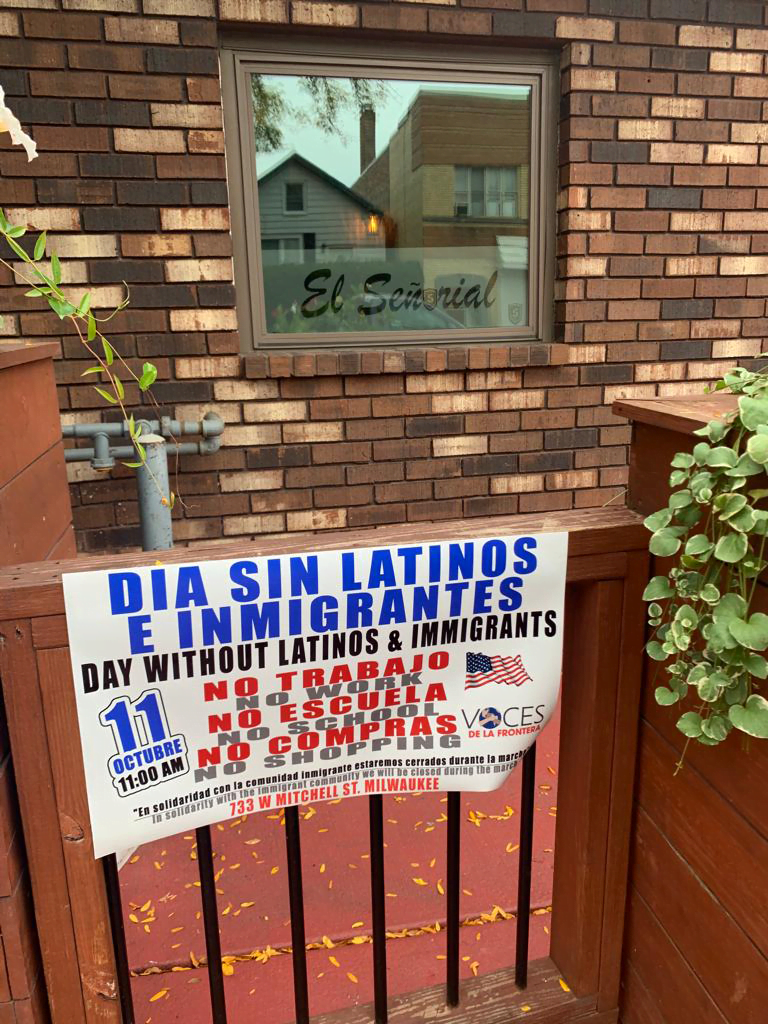 El Señorial
DIA SIN LATINOS
E INMIGRANTES
DAY WITHOUT LATINOS & IMMIGRANTS
NO TRABAJO
NO WORK
NO ESCUELA
NO SCHOOL
NO COMPRAS
NO SHOPPING
11
OCTUBRE
11:00 AM
VOCES
DE LA FRONTERA
"En solidaridad con la comunidad inmigrante estaremos cerrados durante la marcha
In solidarity with the immigrant community we will be closed during the march
733 W MITCHELL ST. MILWAUKEE